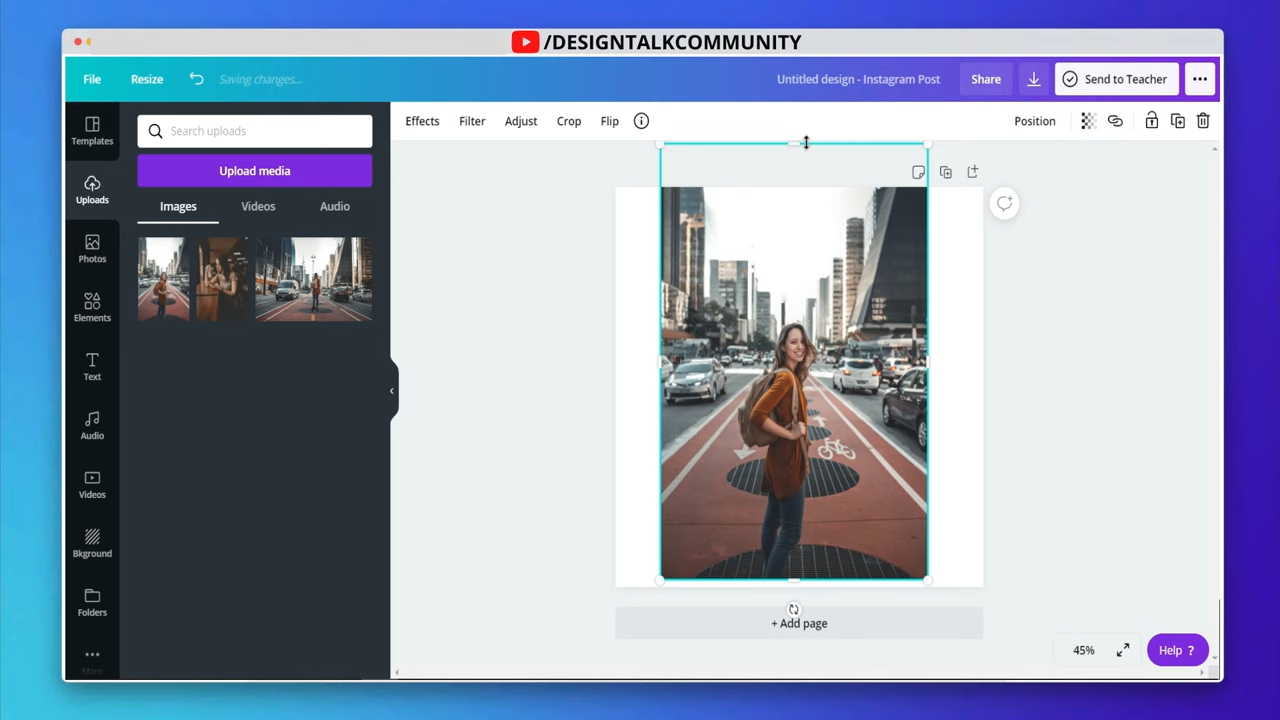 /DESIGNTALKCOMMUNITY
File
Resize
Saving changes...
Untitled design - Instagram Post
Share
Send to Teacher
Templates
Uploads
Photos
Elements
Text
Audio
Videos
Bkground
Folders
More
Search uploads
Upload media
Images
Videos
Audio
Effects
Filter
Adjust
Crop
Flip
Position
+ Add page
45%
Help ?